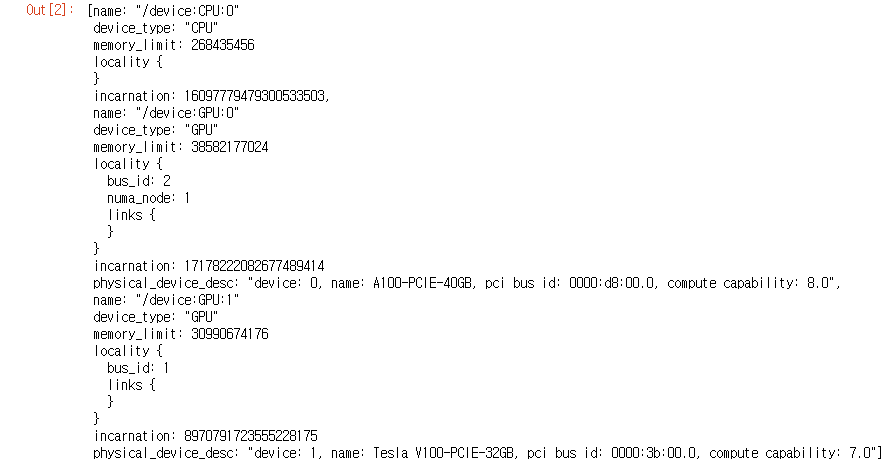 Out[2]: [name: "/device:CPU:0"
device_type: "CPU"
memory_limit: 268435456
locality {
}
incarnation: 16097779479300533503,
name: "/device:GPU:0"
device_type: "GPU"
memory_limit: 38582177024
locality {
bus_id: 2
numa_node: 1
links {
}
}
incarnation: 17178222082677489414
physical_device_desc: "device: 0, name: A100-PCIE-40GB, pci bus id: 0000:d8:00.0, compute capability: 8.0",
name: "/device:GPU:1"
device_type: "GPU"
memory_limit: 30990674176
locality {
bus_id: 1
links {
}
}
incarnation: 8970791723555228175
physical_device_desc: "device: 1, name: Tesla V100-PCIE-32GB, pci bus id: 0000:3b:00.0, compute capability: 7.0"]